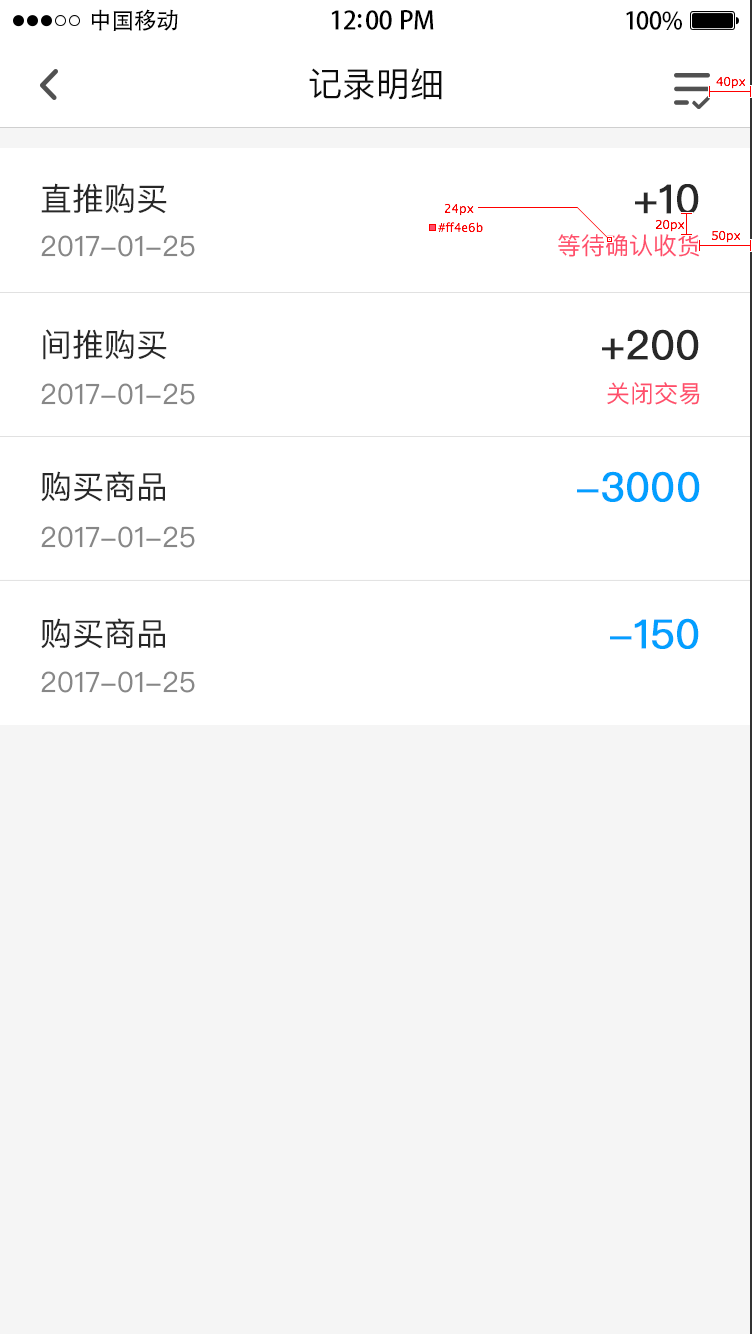 中国移动 12:00 PM 100%
记录明细
40px
直推购买 +10
24px
#ff4e6b
20px
50px
2017-01-25 等待确认收货
间推购买 +200
2017-01-25 关闭交易
购买商品 -3000
2017-01-25
购买商品 -150
2017-01-25